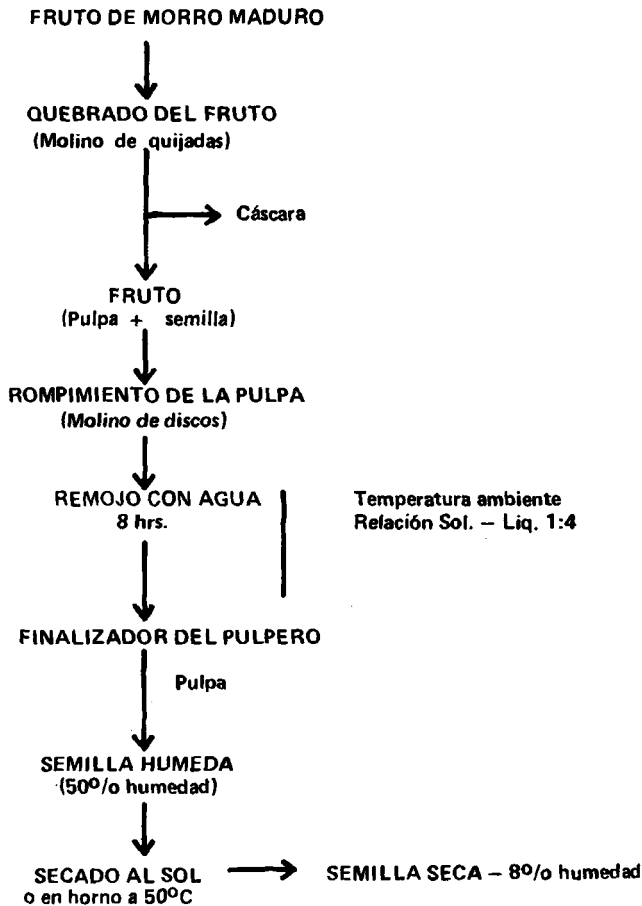 FRUTO DE MORRO MADURO
QUEBRADO DEL FRUTO
(Molino de quijadas)
Cáscara
FRUTO
(Pulpa + semilla)
ROMPIMIENTO DE LA PULPA
(Molino de discos)
REMOJO CON AGUA
8 hrs.
Temperatura ambiente
Relación Sol. – Liq. 1:4
FINALIZADOR DEL PULPERO
Pulpa
SEMILLA HUMEDA
(50º/o humedad)
SECADO AL SOL
o en horno a 50ºC
SEMILLA SECA – 8º/o humedad